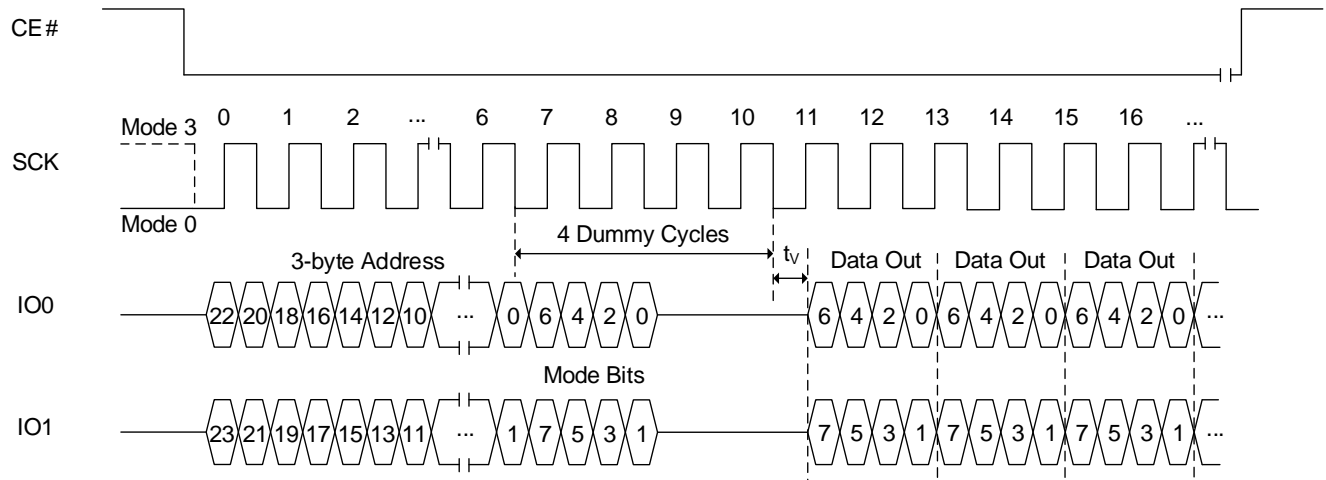 CE#
0 1 2 ... 6 7 8 9 10 11 12 13 14 15 16 ...
Mode 3
SCK
Mode 0
4 Dummy Cycles
3-byte Address
tV
Data Out Data Out Data Out
IO0
22 20 18 16 14 12 10 ... 0 6 4 2 0 6 4 2 0 6 4 2 0 6 4 2 0 ...
Mode Bits
IO1
23 21 19 17 15 13 11 ... 1 7 5 3 1 7 5 3 1 7 5 3 1 7 5 3 1 ...